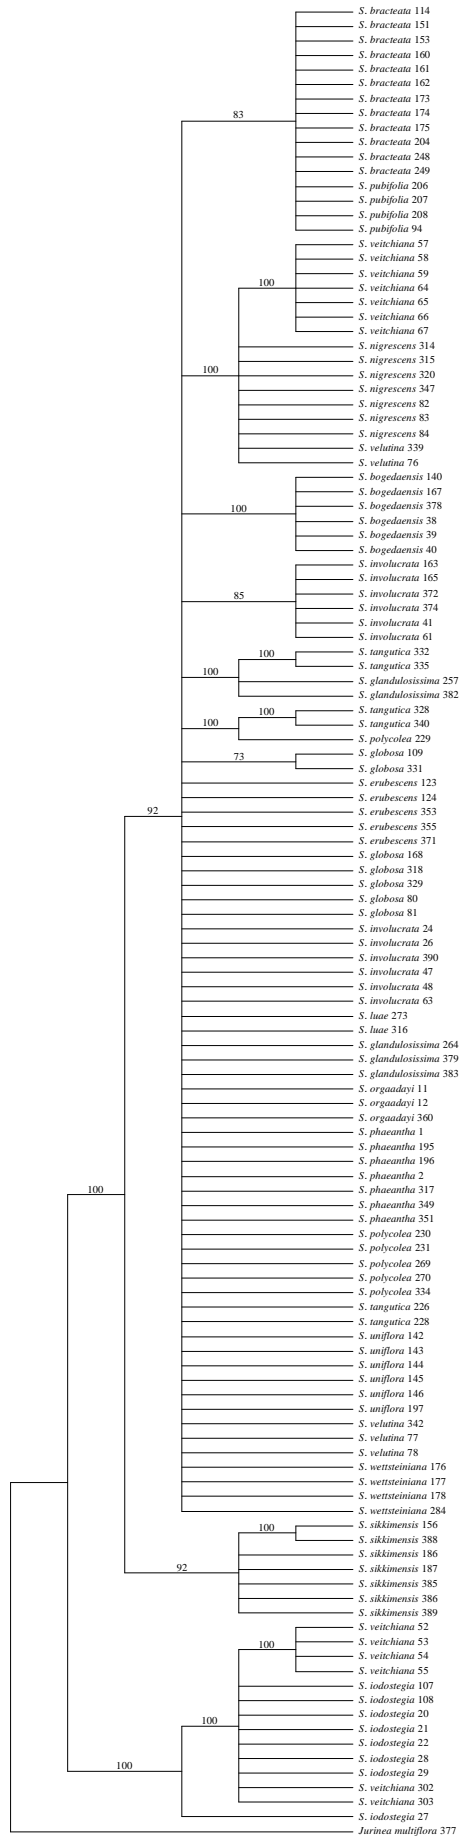 S. bracteata 114
S. bracteata 151
S. bracteata 153
S. bracteata 160
S. bracteata 161
S. bracteata 162
S. bracteata 173
S. bracteata 174
83
S. bracteata 175
S. bracteata 204
S. bracteata 248
S. bracteata 249
S. pubifolia 206
S. pubifolia 207
S. pubifolia 208
S. pubifolia 94
S. veitchiana 57
S. veitchiana 58
S. veitchiana 59
100
S. veitchiana 64
S. veitchiana 65
S. veitchiana 66
S. veitchiana 67
S. nigrescens 314
S. nigrescens 315
100
S. nigrescens 320
S. nigrescens 347
S. nigrescens 82
S. nigrescens 83
S. nigrescens 84
S. velutina 339
S. velutina 76
S. bogedaensis 140
S. bogedaensis 167
100
S. bogedaensis 378
S. bogedaensis 38
S. bogedaensis 39
S. bogedaensis 40
S. involucrata 163
S. involucrata 165
85
S. involucrata 372
S. involucrata 374
S. involucrata 41
S. involucrata 61
100
S. tangutica 332
S. tangutica 335
100
S. glandulosissima 257
S. glandulosissima 382
100
S. tangutica 328
100
S. tangutica 340
S. polycolea 229
73
S. globosa 109
S. globosa 331
S. erubescens 123
S. erubescens 124
92
S. erubescens 353
S. erubescens 355
S. erubescens 371
S. globosa 168
S. globosa 318
S. globosa 329
S. globosa 80
S. globosa 81
S. involucrata 24
S. involucrata 26
S. involucrata 390
S. involucrata 47
S. involucrata 48
S. involucrata 63
S. luae 273
S. luae 316
S. glandulosissima 264
S. glandulosissima 379
S. glandulosissima 383
S. orgaadayi 11
S. orgaadayi 12
S. orgaadayi 360
S. phaeantha 1
S. phaeantha 195
S. phaeantha 196
S. phaeantha 2
100
S. phaeantha 317
S. phaeantha 349
S. phaeantha 351
S. polycolea 230
S. polycolea 231
S. polycolea 269
S. polycolea 270
S. polycolea 334
S. tangutica 226
S. tangutica 228
S. uniflora 142
S. uniflora 143
S. uniflora 144
S. uniflora 145
S. uniflora 146
S. uniflora 197
S. velutina 342
S. velutina 77
S. velutina 78
S. wettsteiniana 176
S. wettsteiniana 177
S. wettsteiniana 178
S. wettsteiniana 284
100
S. sikkimensis 156
S. sikkimensis 388
S. sikkimensis 186
92
S. sikkimensis 187
S. sikkimensis 385
S. sikkimensis 386
S. sikkimensis 389
S. veitchiana 52
100
S. veitchiana 53
S. veitchiana 54
S. veitchiana 55
S. iodostegia 107
S. iodostegia 108
S. iodostegia 20
100
S. iodostegia 21
S. iodostegia 22
100
S. iodostegia 28
S. iodostegia 29
S. veitchiana 302
S. veitchiana 303
S. iodostegia 27
Jurinea multiflora 377